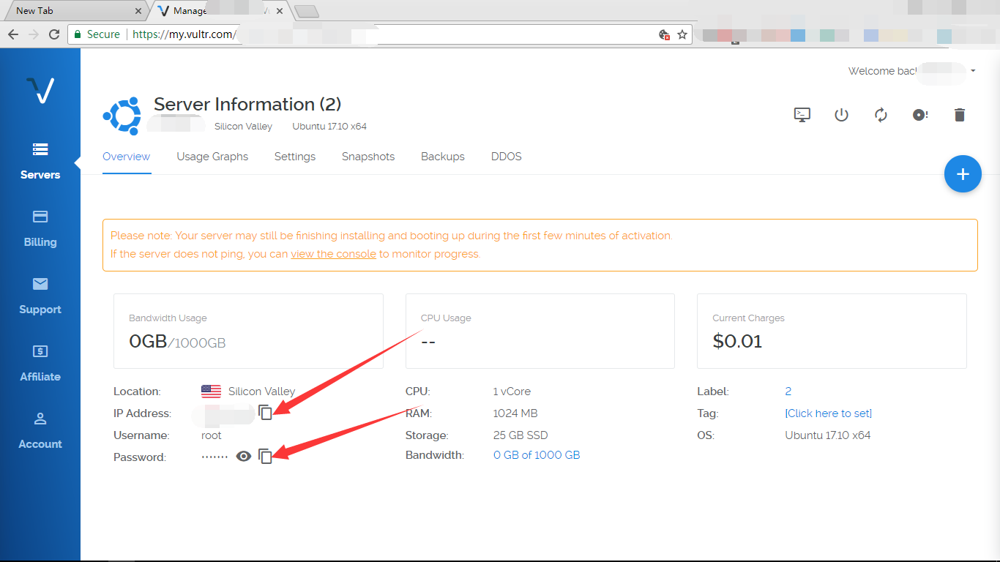 New Tab
Manage
Secure
https://my.vultr.com/
Welcome bac
Server Information (2)
Silicon Valley
Ubuntu 17.10 x64
Overview
Usage Graphs
Settings
Snapshots
Backups
DDOS
Servers
Billing
Support
Affiliate
Account
Please note: Your server may still be finishing installing and booting up during the first few minutes of activation.
If the server does not ping, you can view the console to monitor progress.
Bandwidth Usage
0GB/1000GB
CPU Usage
--
Current Charges
$0.01
Location: Silicon Valley
IP Address:
Username: root
Password: ·······
CPU: 1 vCore
RAM: 1024 MB
Storage: 25 GB SSD
Bandwidth: 0 GB of 1000 GB
Label: 2
Tag: [Click here to set]
OS: Ubuntu 17.10 x64